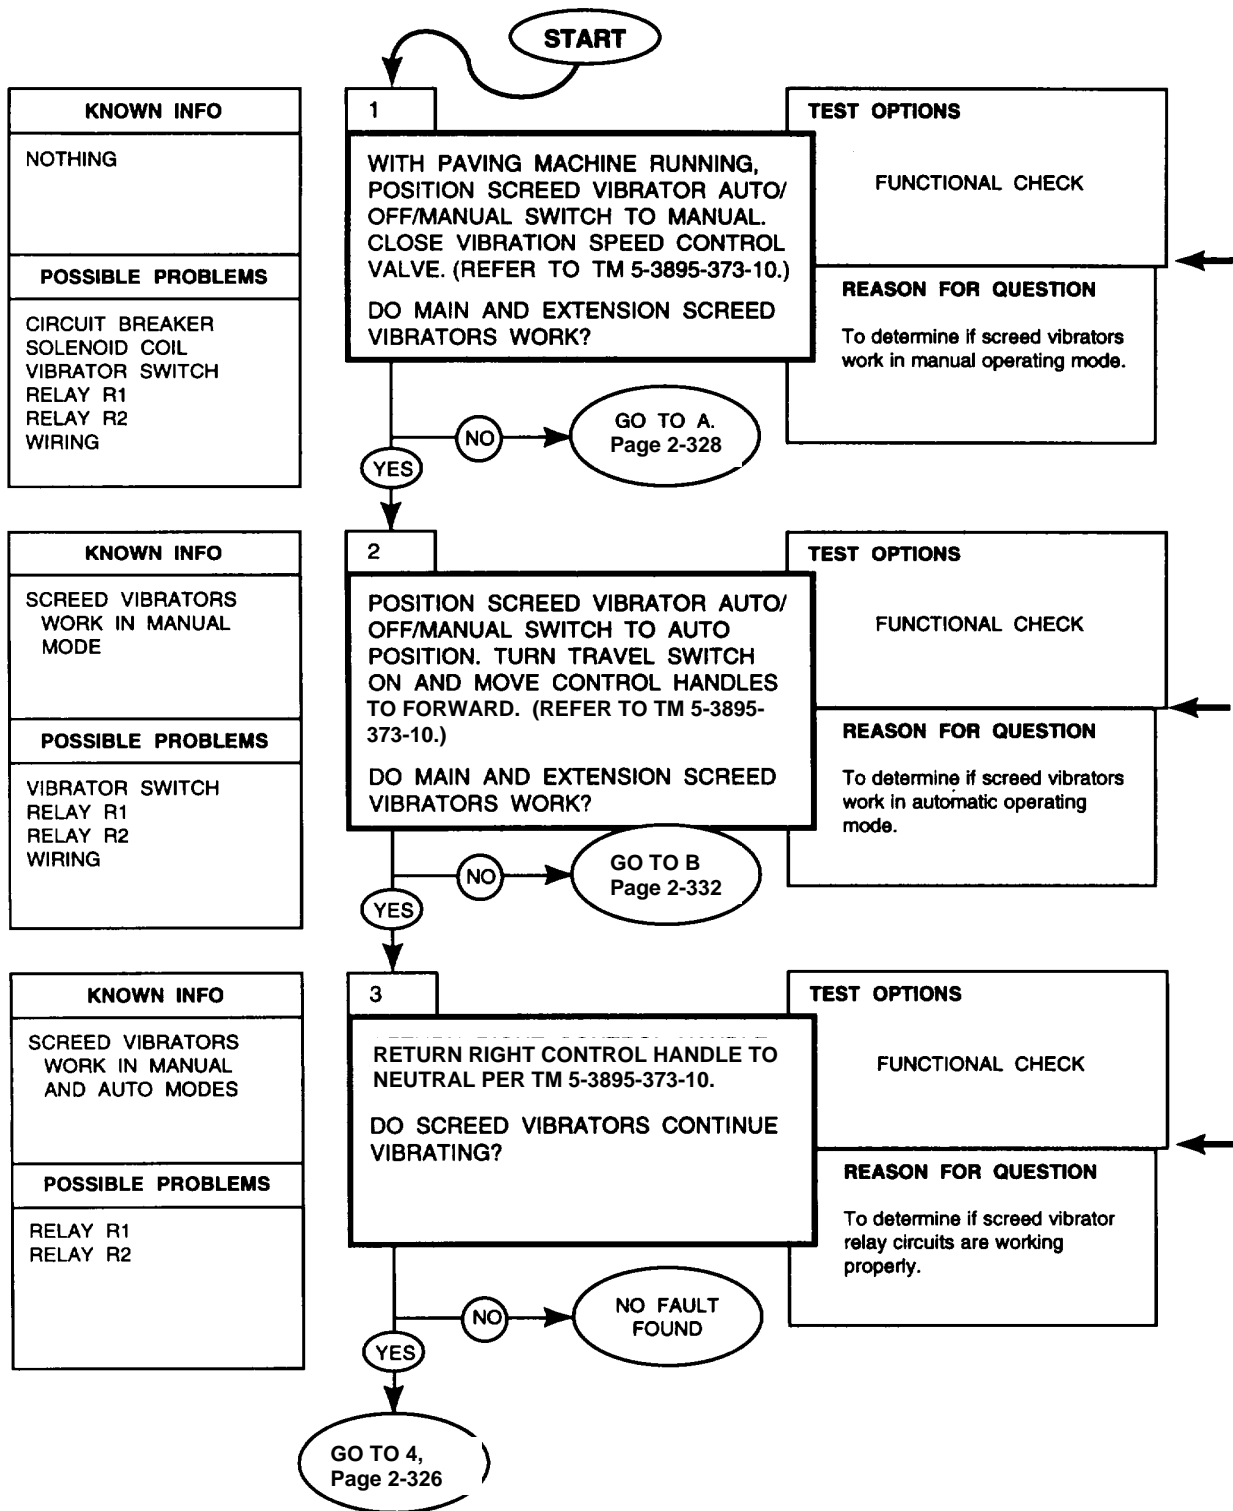 START
KNOWN INFO
NOTHING
POSSIBLE PROBLEMS
CIRCUIT BREAKER
SOLENOID COIL
VIBRATOR SWITCH
RELAY R1
RELAY R2
WIRING
1
WITH PAVING MACHINE RUNNING,
POSITION SCREED VIBRATOR AUTO/
OFF/MANUAL SWITCH TO MANUAL.
CLOSE VIBRATION SPEED CONTROL
VALVE. (REFER TO TM 5-3895-373-10.)
DO MAIN AND EXTENSION SCREED
VIBRATORS WORK?
TEST OPTIONS
FUNCTIONAL CHECK
REASON FOR QUESTION
To determine if screed vibrators
work in manual operating mode.
NO
GO TO A.
Page 2-328
YES
KNOWN INFO
SCREED VIBRATORS
WORK IN MANUAL
MODE
POSSIBLE PROBLEMS
VIBRATOR SWITCH
RELAY R1
RELAY R2
WIRING
2
POSITION SCREED VIBRATOR AUTO/
OFF/MANUAL SWITCH TO AUTO
POSITION. TURN TRAVEL SWITCH
ON AND MOVE CONTROL HANDLES
TO FORWARD. (REFER TO TM 5-3895-
373-10.)
DO MAIN AND EXTENSION SCREED
VIBRATORS WORK?
TEST OPTIONS
FUNCTIONAL CHECK
REASON FOR QUESTION
To determine if screed vibrators
work in automatic operating
mode.
NO
GO TO B
Page 2-332
YES
KNOWN INFO
SCREED VIBRATORS
WORK IN MANUAL
AND AUTO MODES
POSSIBLE PROBLEMS
RELAY R1
RELAY R2
3
RETURN RIGHT CONTROL HANDLE TO
NEUTRAL PER TM 5-3895-373-10.
DO SCREED VIBRATORS CONTINUE
VIBRATING?
TEST OPTIONS
FUNCTIONAL CHECK
REASON FOR QUESTION
To determine if screed vibrator
relay circuits are working
properly.
NO
NO FAULT
FOUND
YES
GO TO 4,
Page 2-326